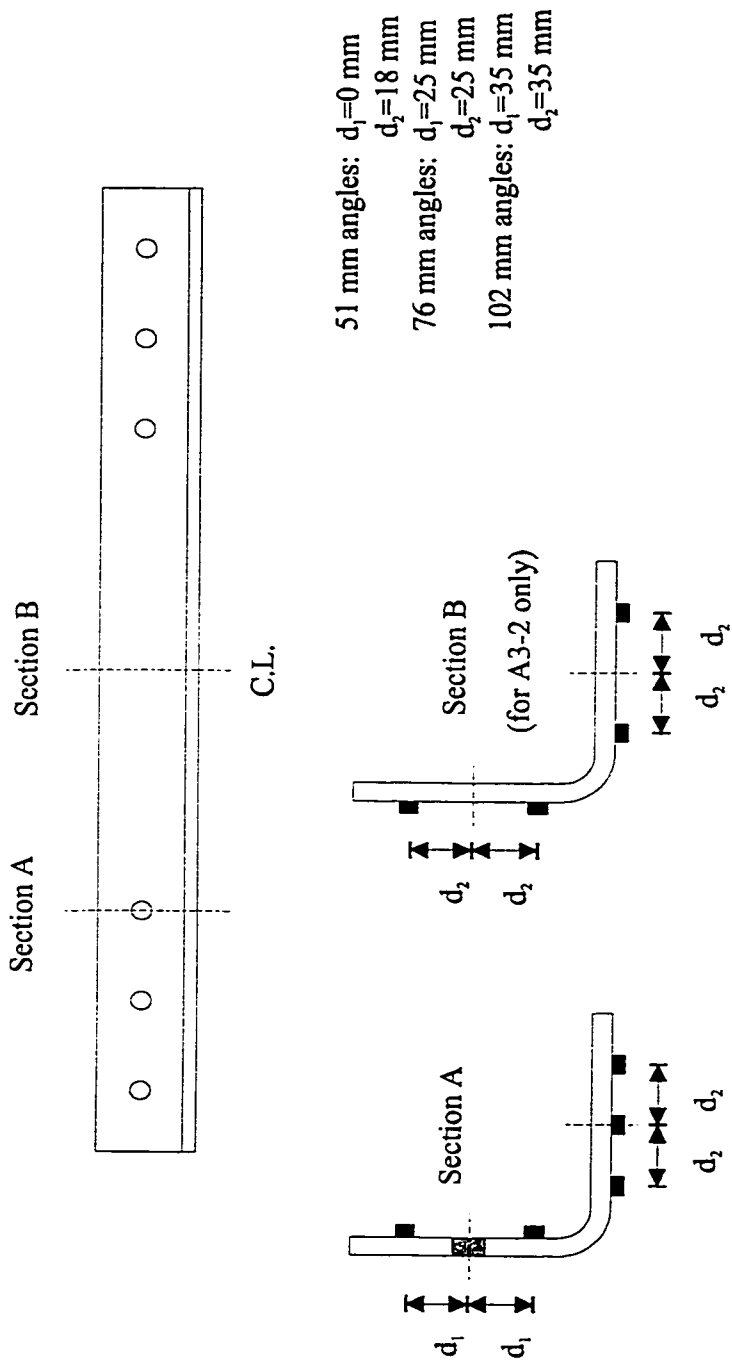 Section A
Section B
C.L.
51 mm angles: d₁=0 mm
d₂=18 mm
76 mm angles: d₁=25 mm
d₂=25 mm
102 mm angles: d₁=35 mm
d₂=35 mm
Section A
d₁
d₁
d₂
d₂
Section B
(for A3-2 only)
d₂
d₂
d₂
d₂